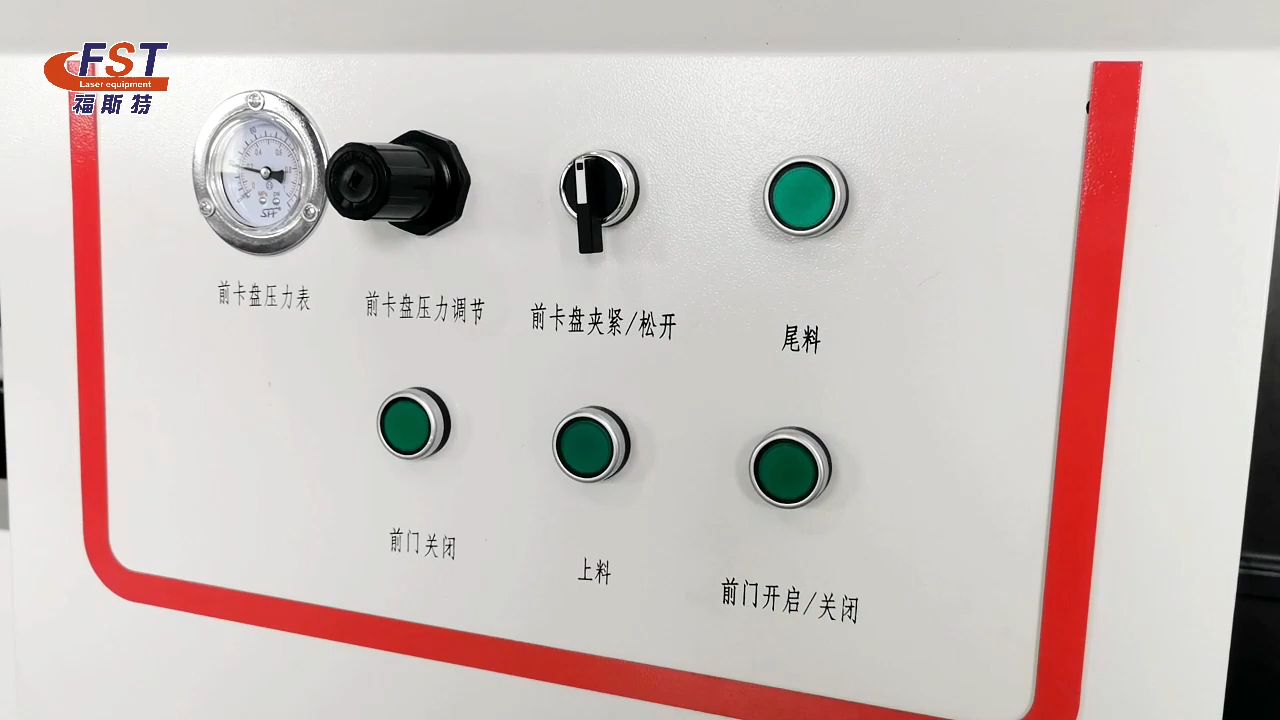 FST
Laser equipment
福斯特
前卡盘压力表
前卡盘压力调节
前卡盘夹紧/松开
尾料
前门关闭
上料
前门开启/关闭